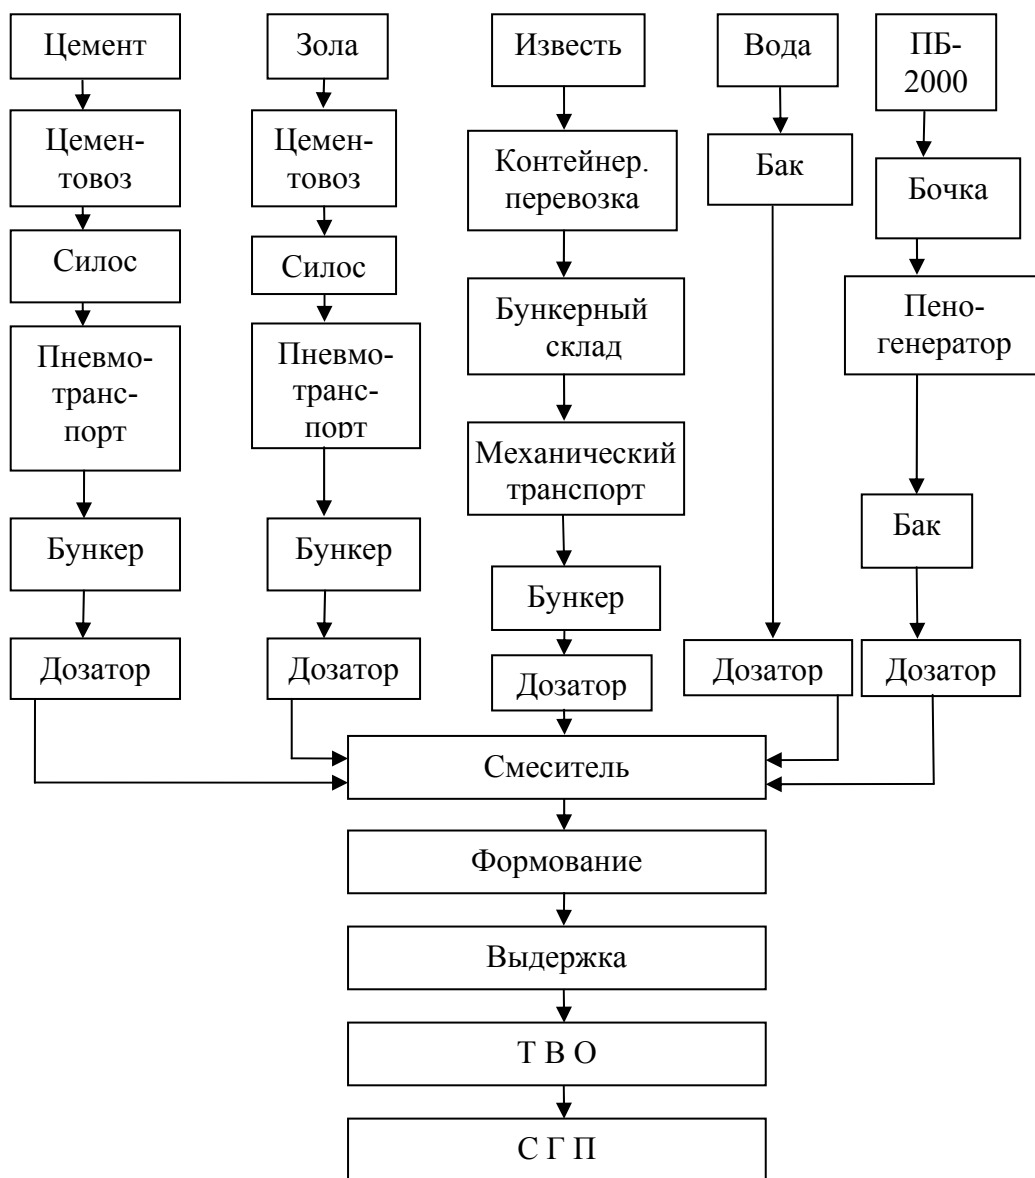 Цемент
Зола
Известь
Вода
ПБ-
2000
Цемен-
товоз
Цемен-
товоз
Контейнер.
перевозка
Бак
Бочка
Силос
Силос
Бункерный
склад
Пено-
генератор
Пневмо-
транс-
порт
Пневмо-
транс-
порт
Механический
транспорт
Бак
Бункер
Бункер
Бункер
Дозатор
Дозатор
Дозатор
Дозатор
Дозатор
Смеситель
Формование
Выдержка
Т В О
С Г П